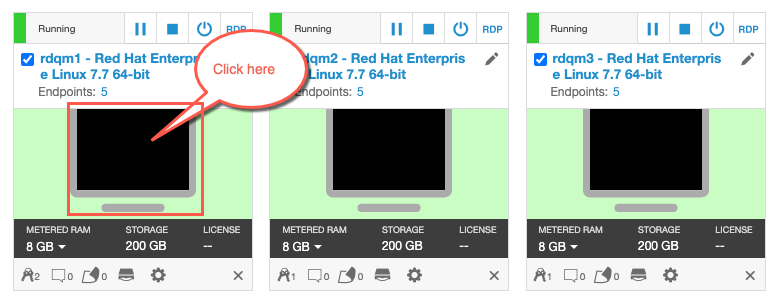 Running RDP
rdqm1 - Red Hat Enterpris
e Linux 7.7 64-bit
Endpoints: 5
Click here
METERED RAM STORAGE LICENSE
8 GB 200 GB --
2 0 0
Running RDP
rdqm2 - Red Hat Enterpris
e Linux 7.7 64-bit
Endpoints: 5
METERED RAM STORAGE LICENSE
8 GB 200 GB --
1 0 0
Running RDP
rdqm3 - Red Hat Enterpris
e Linux 7.7 64-bit
Endpoints: 5
METERED RAM STORAGE LICENSE
8 GB 200 GB --
1 0 0